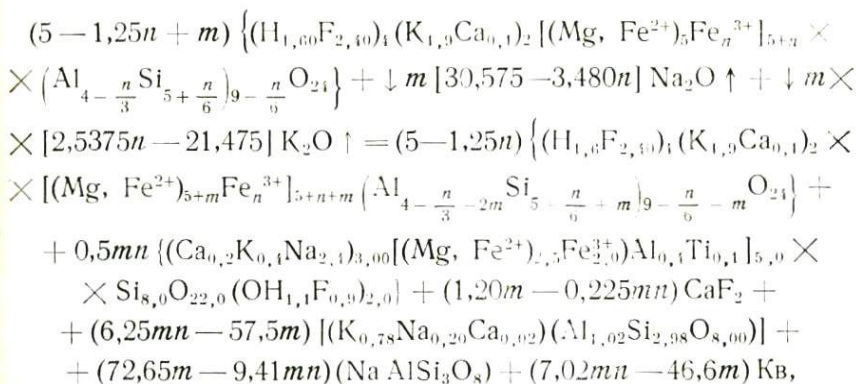 (5 — 1,25n + m) {(H₁,₆₀F₂,₄₀)₄ (K₁,₉Ca₀,₁)₂ [(Mg, Fe²⁺)₅Feₙ³⁺]₅₊ₙ ×
× (Al₄₋ₙ/₃ Si₅₊ₙ/₆)₉₋ₙ/₆ O₂₄} + ↓ m [30,575 — 3,480n] Na₂O ↑ + ↓ m ×
× [2,5375n — 21,475] K₂O ↑ = (5—1,25n) {(H₁,₆F₂,₄₀)₄ (K₁,₉Ca₀,₁)₂ ×
× [(Mg, Fe²⁺)₅₊ₘFeₙ³⁺]₅₊ₙ₊ₘ (Al₄₋ₙ/₃₋₂ₘ Si₅ ₙ/₆ ₊ ₘ)₉₋ₙ/₆₋ₘ O₂₄} +
+ 0,5mn {(Ca₀,₂K₀,₄Na₂,₄)₃,₀₀[(Mg, Fe²⁺)₂,₅Fe³⁺₂,₀)Al₀,₄Ti₀,₁]₅,₀ ×
× Si₈,₀O₂₂,₀ (OH₁,₁F₀,₉)₂,₀} + (1,20m — 0,225mn) CaF₂ +
+ (6,25mn — 57,5m) [(K₀,₇₈Na₀,₂₀Ca₀,₀₂) (Al₁,₀₂Si₂,₉₈O₈,₀₀)] +
+ (72,65m — 9,41mn) (Na AlSi₃O₈) + (7,02mn — 46,6m) Кв,